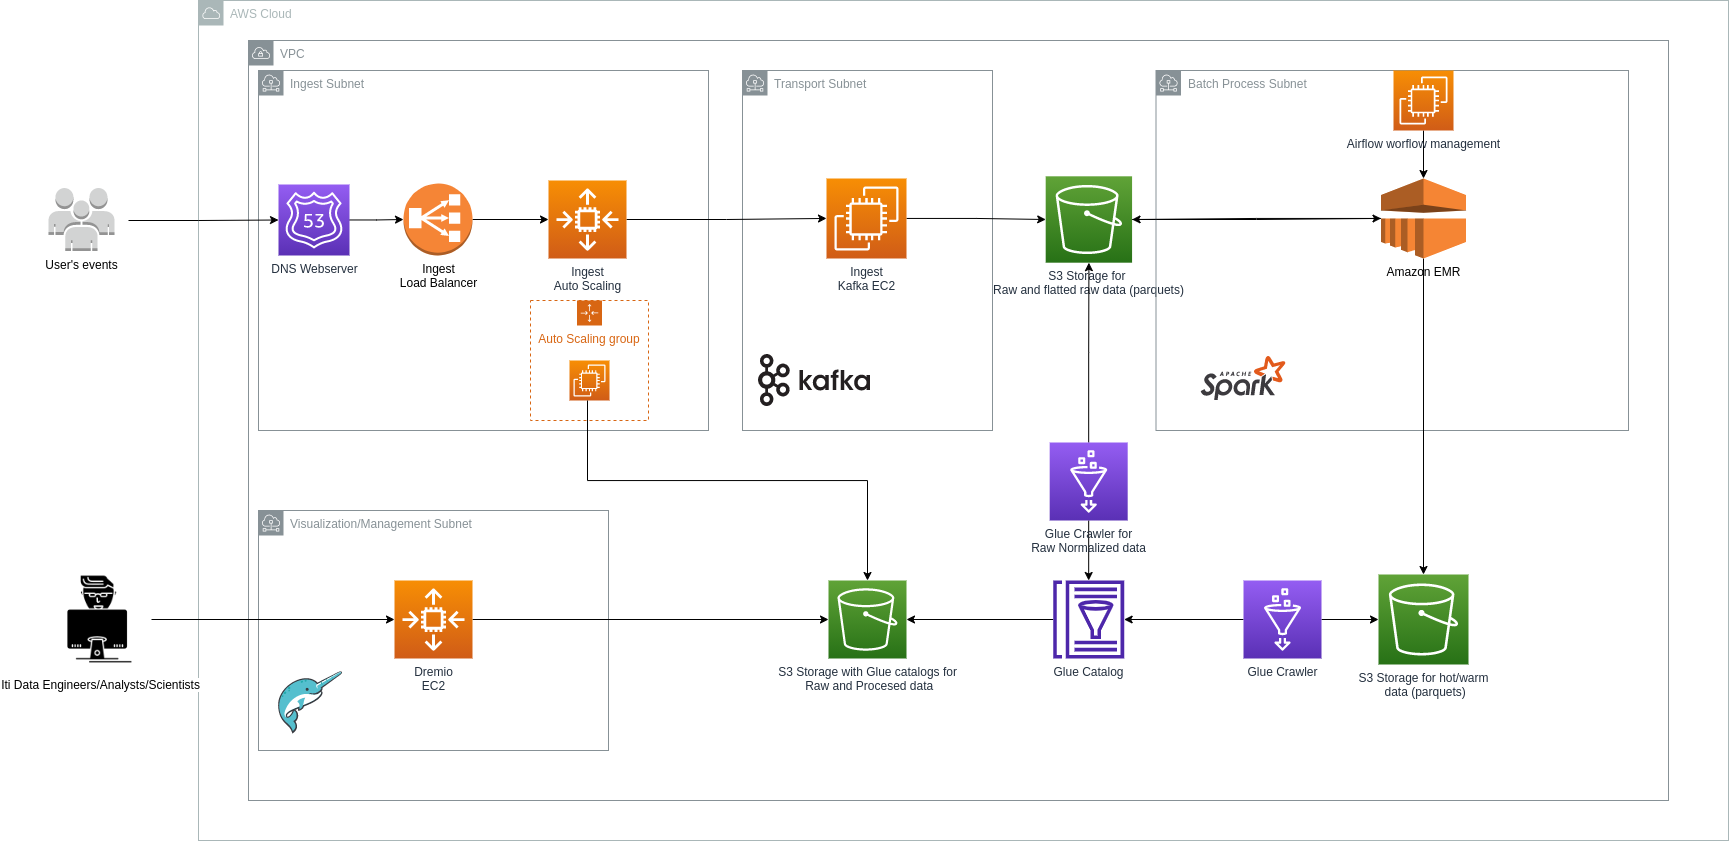 AWS Cloud
VPC
Ingest Subnet
Transport Subnet
Batch Process Subnet
Airflow worflow management
53
User's events
DNS Webserver
Ingest
Load Balancer
Ingest
Auto Scaling
Ingest
Kafka EC2
S3 Storage for
Raw and flatted raw data (parquets)
Amazon EMR
Auto Scaling group
kafka
APACHE
Spark
Visualization/Management Subnet
Glue Crawler for
Raw Normalized data
Iti Data Engineers/Analysts/Scientists
Dremio
EC2
S3 Storage with Glue catalogs for
Raw and Procesed data
Glue Catalog
Glue Crawler
S3 Storage for hot/warm
data (parquets)